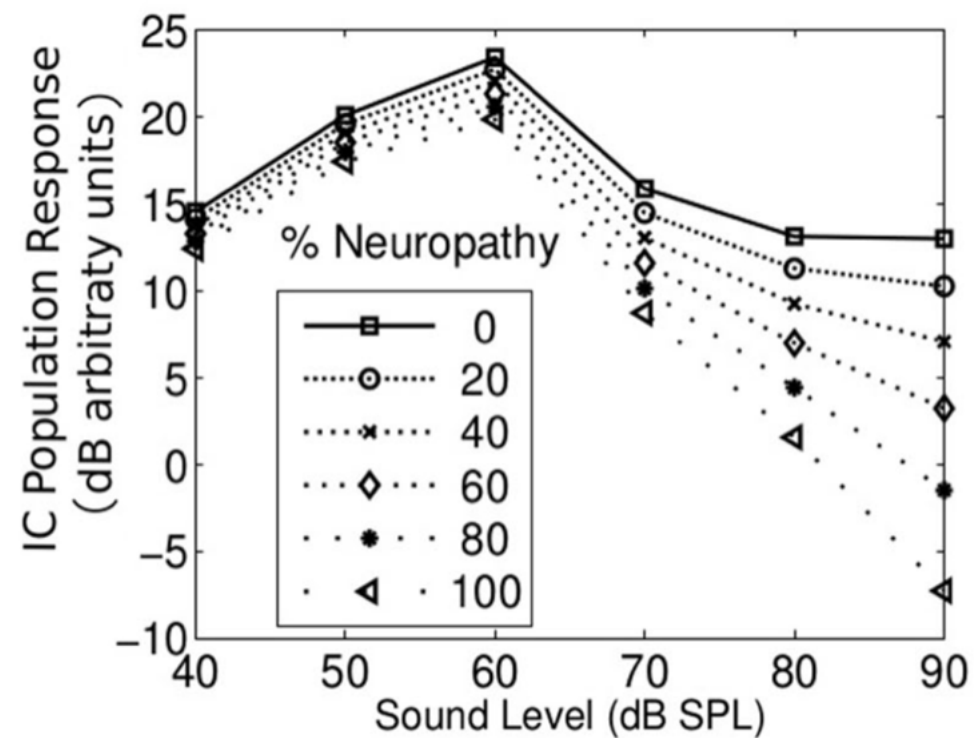 IC Population Response
(dB arbitraty units)
25
20
15
10
5
0
−5
−10
% Neuropathy
0
20
40
60
80
100
40 50 60 70 80 90
Sound Level (dB SPL)